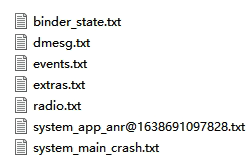 binder_state.txt
dmesg.txt
events.txt
extras.txt
radio.txt
system_app_anr@1638691097828.txt
system_main_crash.txt